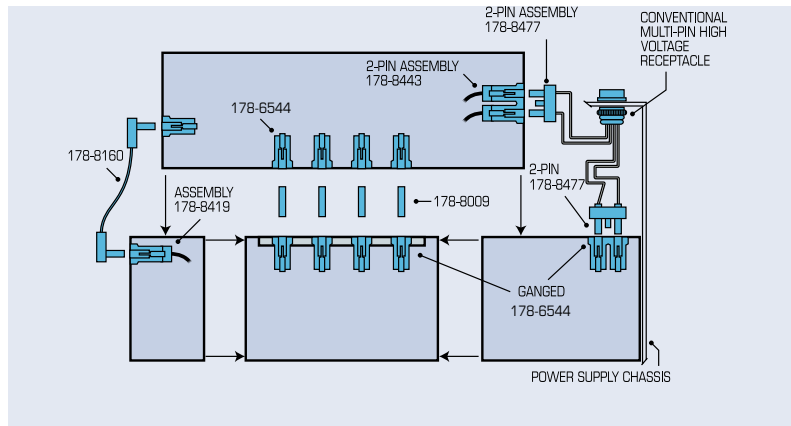 2-PIN ASSEMBLY
178-8477
CONVENTIONAL
MULTI-PIN HIGH
VOLTAGE
RECEPTACLE
2-PIN ASSEMBLY
178-8443
178-6544
178-8160
2-PIN
178-8477
ASSEMBLY
178-8419
178-8009
GANGED
178-6544
POWER SUPPLY CHASSIS